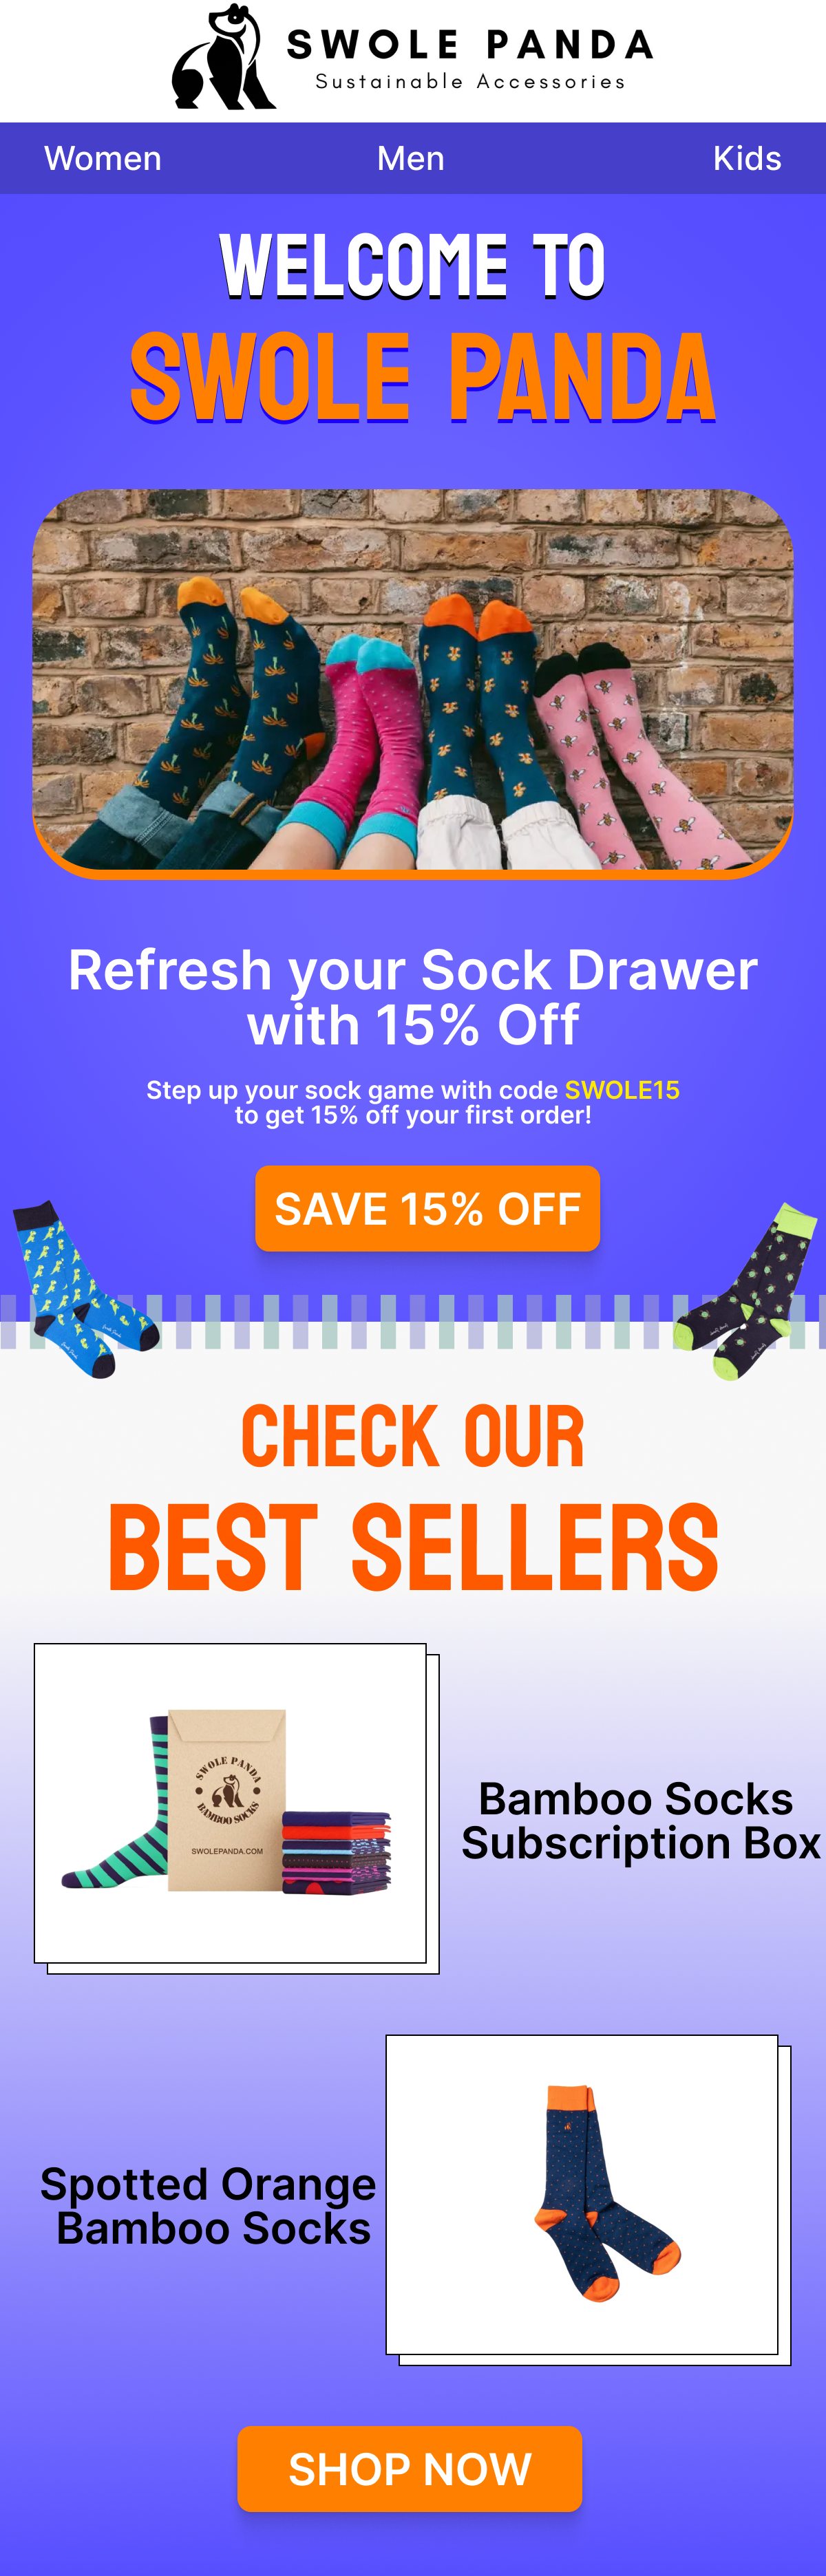 SWOLE PANDA
Sustainable Accessories
Women Men Kids
WELCOME TO
SWOLE PANDA
Refresh your Sock Drawer
with 15% Off
Step up your sock game with code SWOLE15
to get 15% off your first order!
SAVE 15% OFF
CHECK OUR
BEST SELLERS
SWOLE PANDA
BAMBOO SOCKS
SWOLEPANDA.COM
Bamboo Socks
Subscription Box
Spotted Orange
Bamboo Socks
SHOP NOW